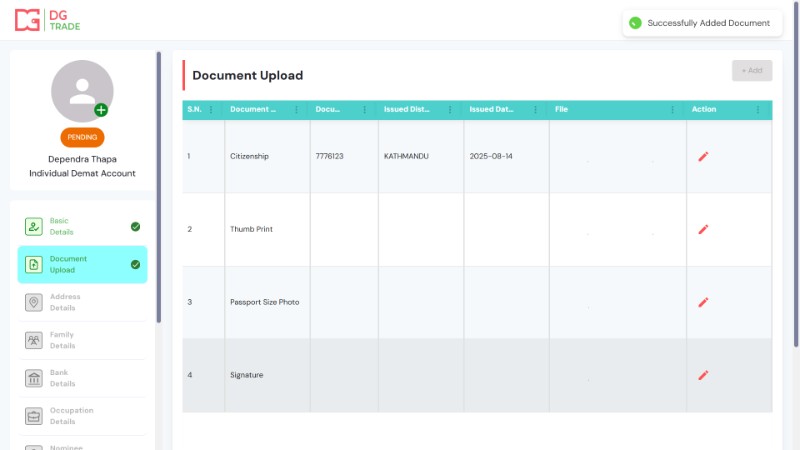 DG
TRADE
Successfully Added Document
PENDING
Dependra Thapa
Individual Demat Account
Basic
Details
Document
Upload
Address
Details
Family
Details
Bank
Details
Occupation
Details
Nominee
Document Upload
+ Add
S.N. Document ... Docu... Issued Dist... Issued Dat... File Action
1 Citizenship 7776123 KATHMANDU 2025-08-14
2 Thumb Print
3 Passport Size Photo
4 Signature